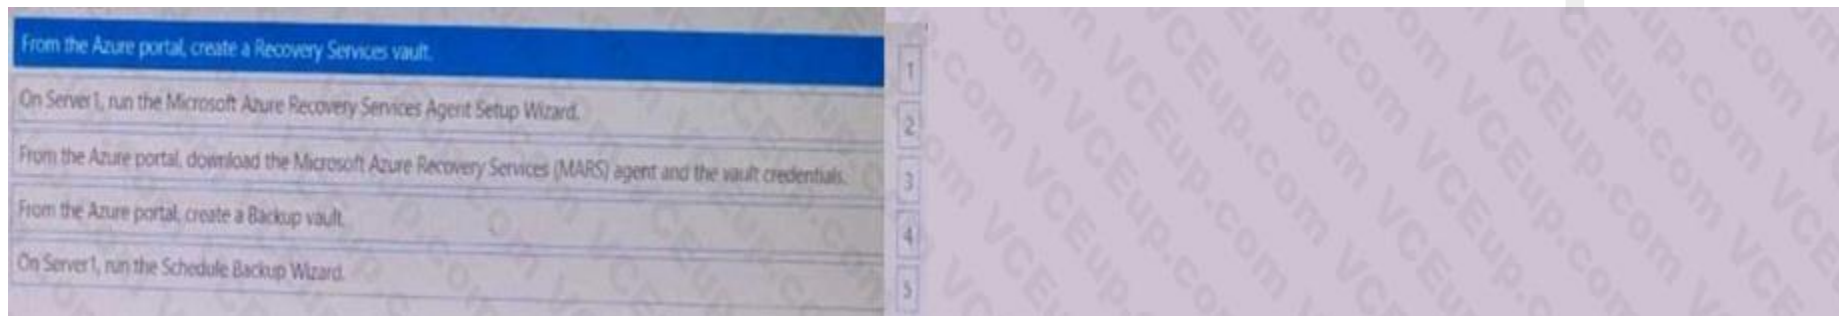 From the Azure portal, create a Recovery Services vault.
On Server1, run the Microsoft Azure Recovery Services Agent Setup Wizard.
From the Azure portal, download the Microsoft Azure Recovery Services (MARS) agent and the vault credentials.
From the Azure portal, create a Backup vault.
On Server1, run the Schedule Backup Wizard.
1
2
3
4
5
VCEup.com